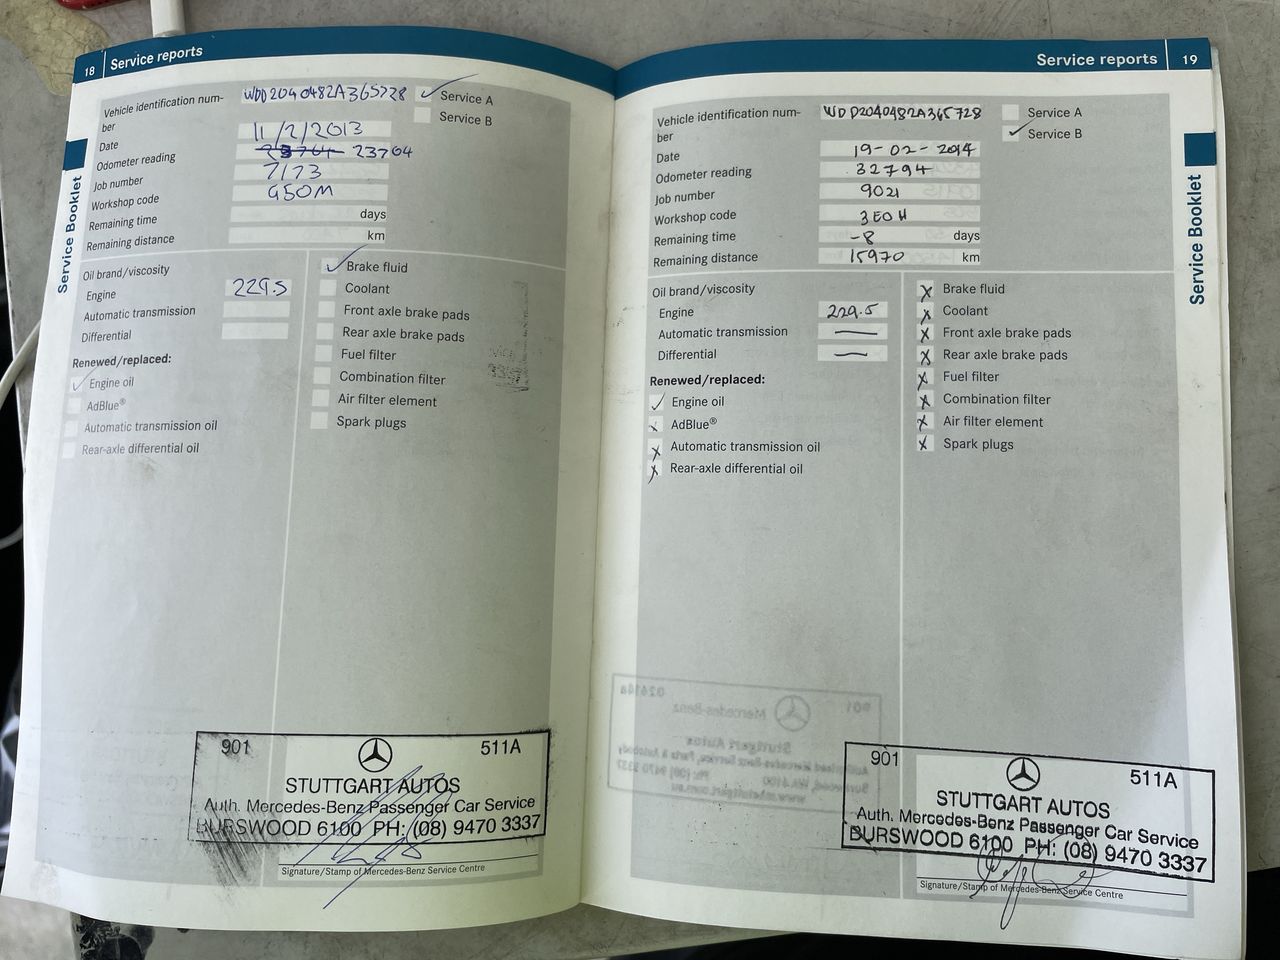 18 Service reports
Vehicle identification num-
ber
WDD2040482A365728
✓ Service A
Service B
Date 11/2/2013
Odometer reading 23704
Job number 7173
Workshop code G50M
Remaining time days
Remaining distance km
Oil brand/viscosity
Engine 229.5
Automatic transmission
Differential
Renewed/replaced:
✓ Engine oil
AdBlue®
Automatic transmission oil
Rear-axle differential oil
✓ Brake fluid
Coolant
Front axle brake pads
Rear axle brake pads
Fuel filter
Combination filter
Air filter element
Spark plugs
901 511A
STUTTGART AUTOS
Auth. Mercedes-Benz Passenger Car Service
BURSWOOD 6100 PH: (08) 9470 3337
Signature/Stamp of Mercedes-Benz Service Centre
Service Booklet
Service reports 19
Vehicle identification num-
ber
WDD2040482A365728
Service A
✓ Service B
Date 19-02-2014
Odometer reading 32794
Job number 9021
Workshop code 3E0H
Remaining time -8 days
Remaining distance 15970 km
Oil brand/viscosity
Engine 229.5
Automatic transmission —
Differential —
Renewed/replaced:
✓ Engine oil
x AdBlue®
x Automatic transmission oil
x Rear-axle differential oil
x Brake fluid
x Coolant
x Front axle brake pads
x Rear axle brake pads
x Fuel filter
x Combination filter
x Air filter element
x Spark plugs
901 511A
STUTTGART AUTOS
Auth. Mercedes-Benz Passenger Car Service
BURSWOOD 6100 PH: (08) 9470 3337
Signature/Stamp of Mercedes-Benz Service Centre
Service Booklet